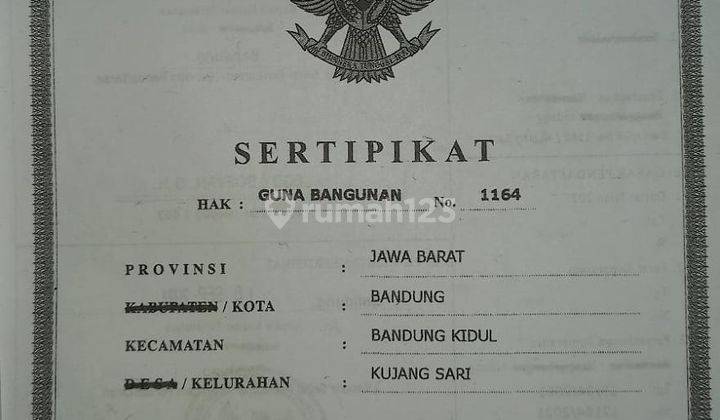 SERTIPIKAT
HAK : GUNA BANGUNAN No. 1164
rumah123
PROVINSI : JAWA BARAT
KABUPATEN / KOTA : BANDUNG
KECAMATAN : BANDUNG KIDUL
DESA / KELURAHAN : KUJANG SARI